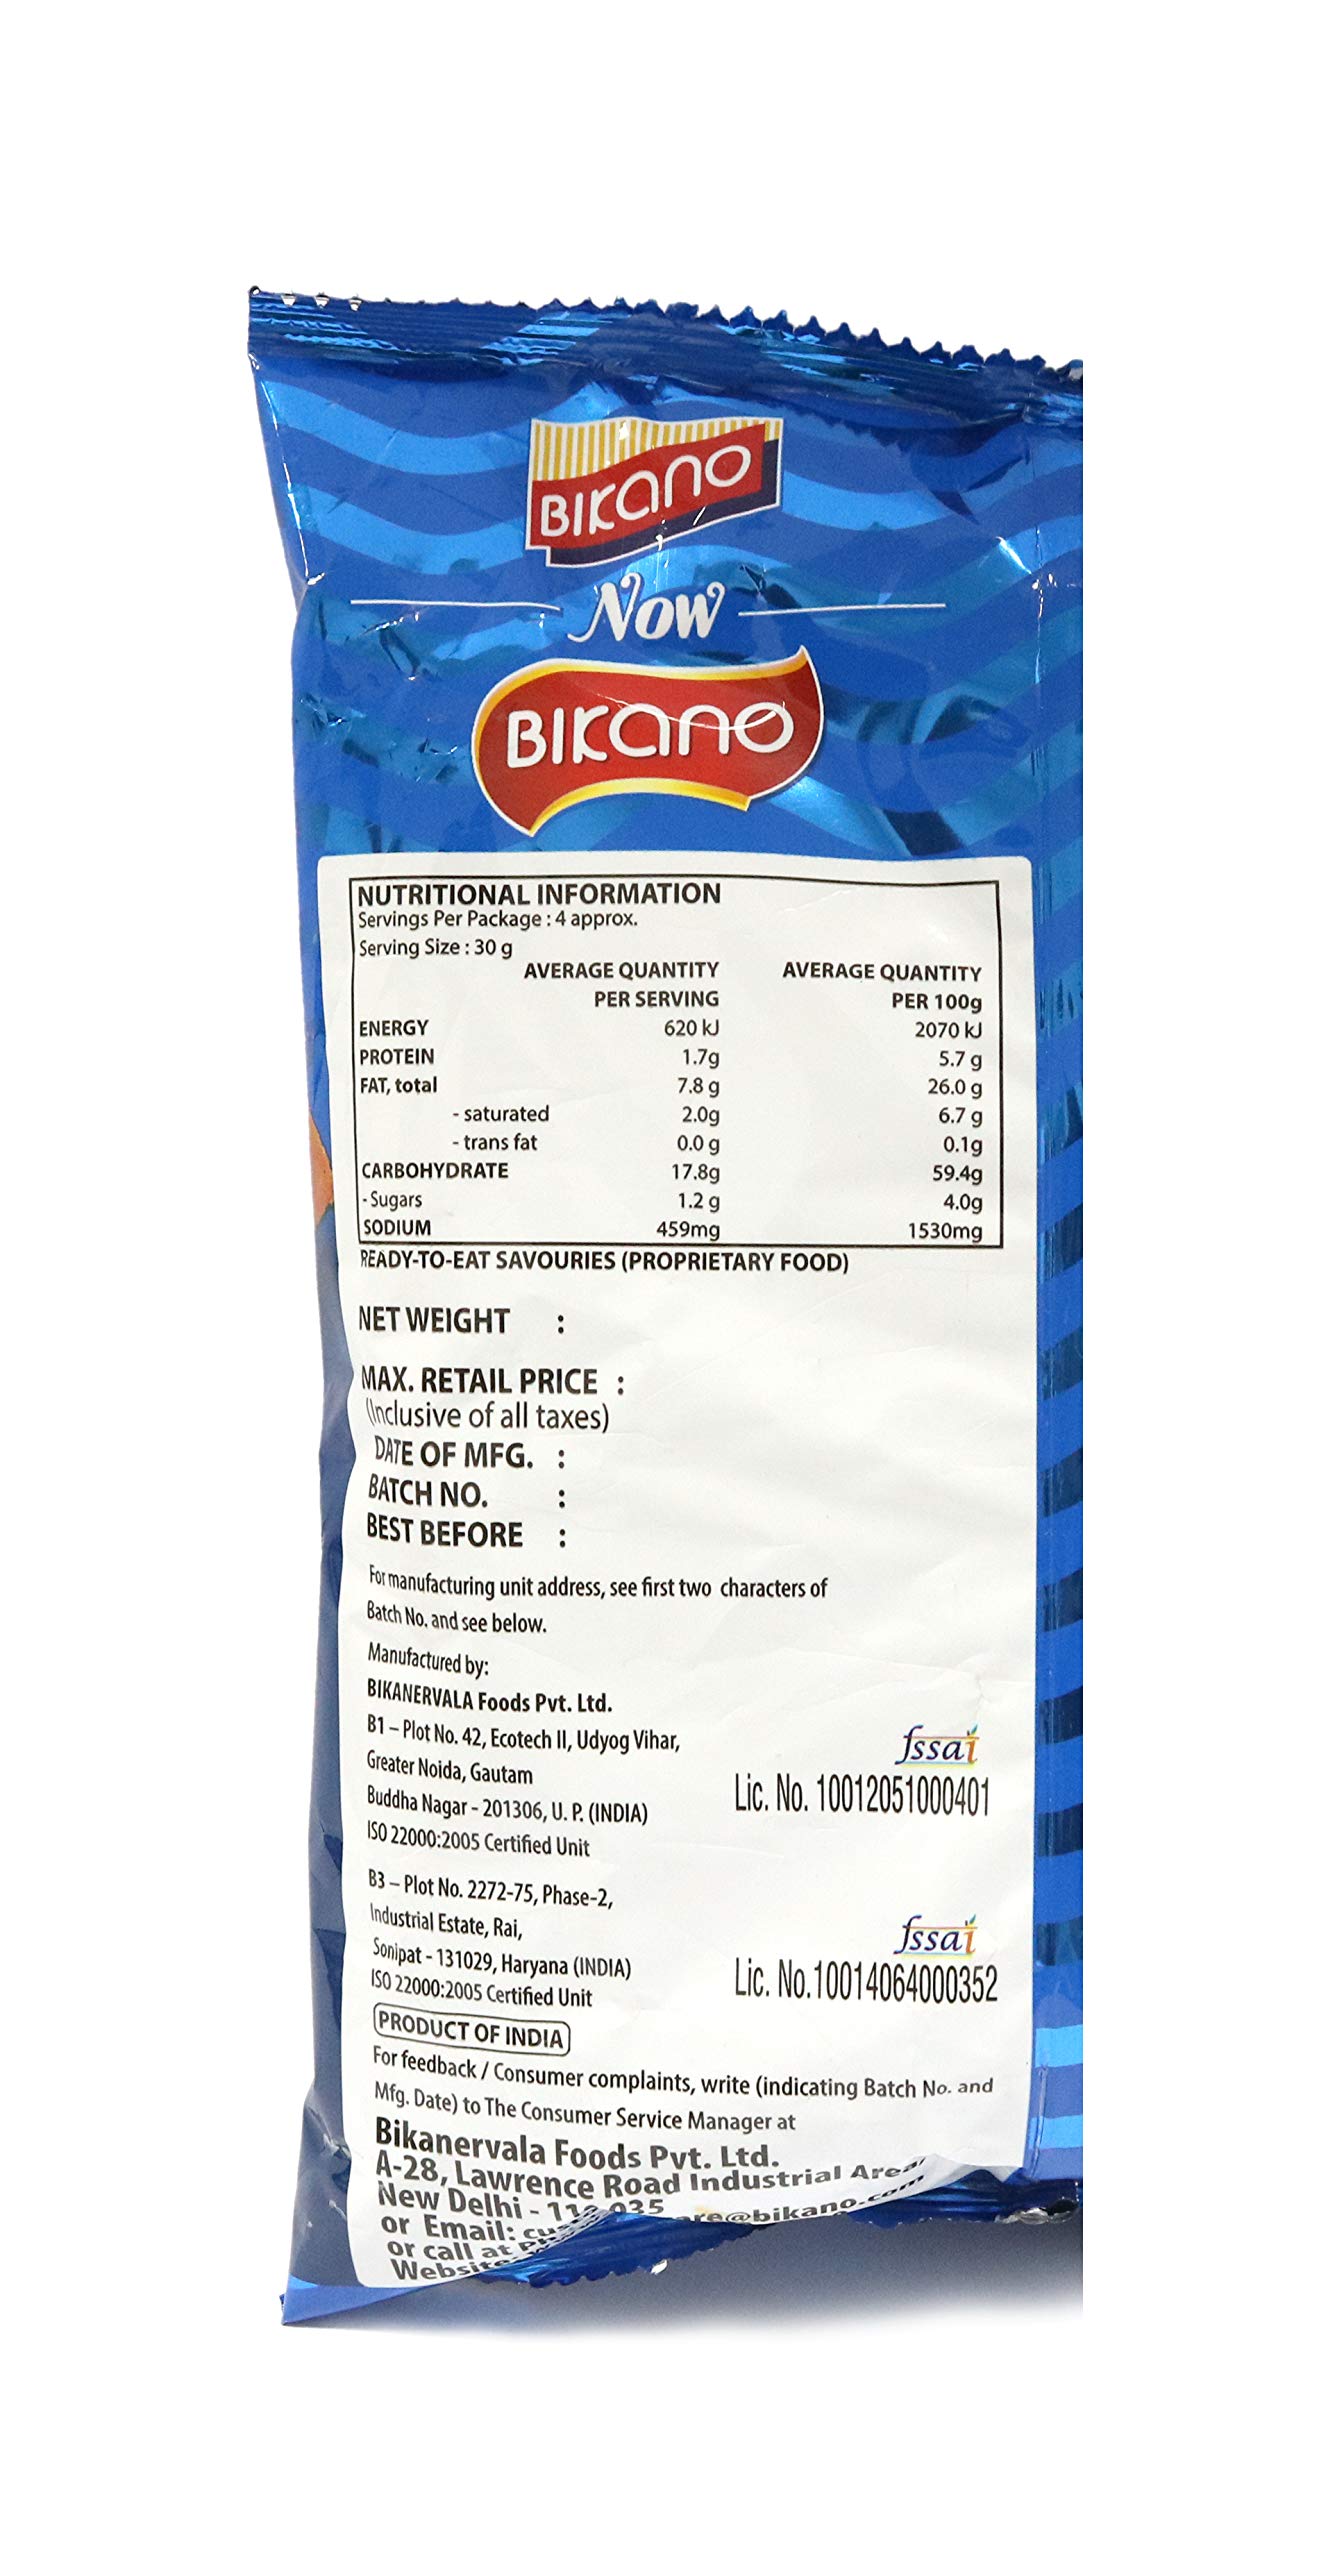 BIKANO
Now
BIKANO
NUTRITIONAL INFORMATION
Servings Per Package : 4 approx.
Serving Size : 30 g
AVERAGE QUANTITY AVERAGE QUANTITY
PER SERVING PER 100g
ENERGY 620 kJ 2070 kJ
PROTEIN 1.7g 5.7 g
FAT, total 7.8 g 26.0 g
- saturated 2.0g 6.7 g
- trans fat 0.0 g 0.1g
CARBOHYDRATE 17.8g 59.4g
- Sugars 1.2 g 4.0g
SODIUM 459mg 1530mg
READY-TO-EAT SAVOURIES (PROPRIETARY FOOD)
NET WEIGHT :
MAX. RETAIL PRICE :
(Inclusive of all taxes)
DATE OF MFG. :
BATCH NO. :
BEST BEFORE :
For manufacturing unit address, see first two characters of
Batch No. and see below.
Manufactured by:
BIKANERVALA Foods Pvt. Ltd.
B1 – Plot No. 42, Ecotech II, Udyog Vihar,
Greater Noida, Gautam
Buddha Nagar - 201306, U. P. (INDIA)
ISO 22000:2005 Certified Unit
fssai
Lic. No. 10012051000401
B3 – Plot No. 2272-75, Phase-2,
Industrial Estate, Rai,
Sonipat - 131029, Haryana (INDIA)
ISO 22000:2005 Certified Unit
fssai
Lic. No.10014064000352
PRODUCT OF INDIA
For feedback / Consumer complaints, write (indicating Batch No. and
Mfg. Date) to The Consumer Service Manager at
Bikanervala Foods Pvt. Ltd.
A-28, Lawrence Road Industrial Area
New Delhi -
or Email:
or call at